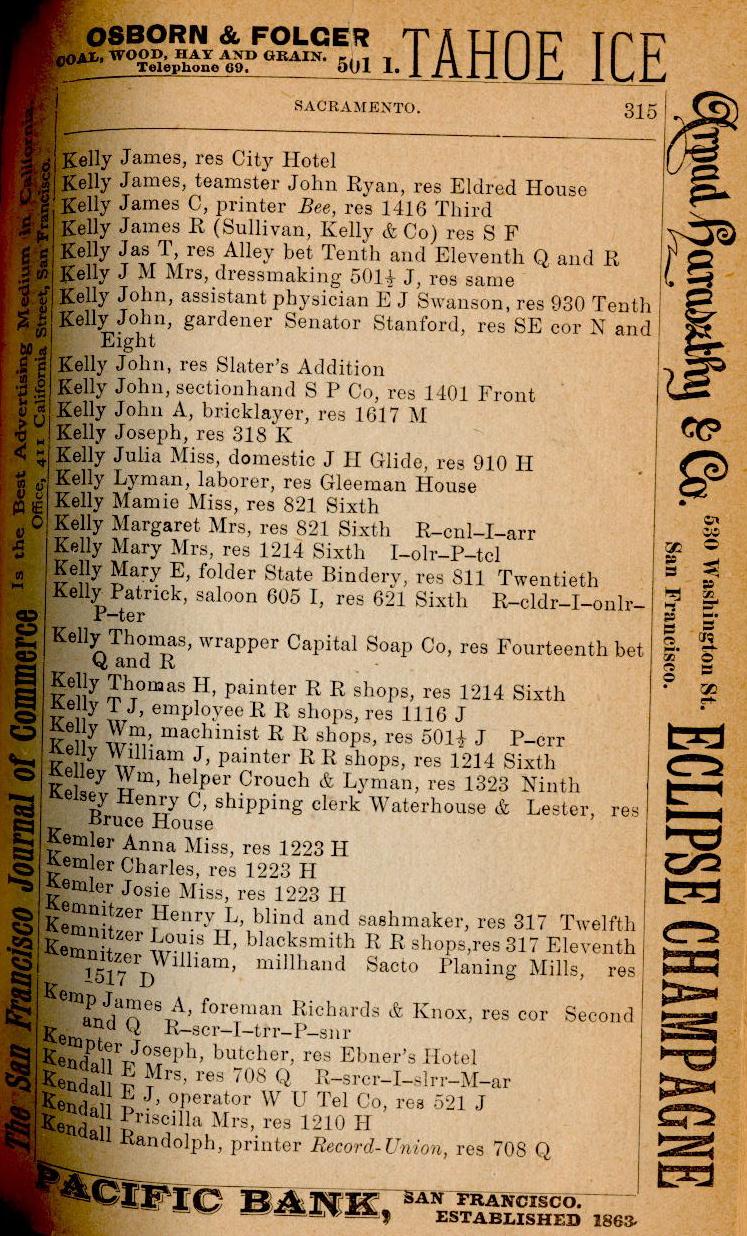 OSBORN & FOLGER
COAL, WOOD, HAY AND GRAIN.
Telephone 69.
501 I.
TAHOE ICE
SACRAMENTO.
315
Kelly James, res City Hotel
Kelly James, teamster John Ryan, res Eldred House
Kelly James C, printer Bee, res 1416 Third
Kelly James R (Sullivan, Kelly & Co) res S F
Kelly Jas T, res Alley bet Tenth and Eleventh Q and R
Kelly J M Mrs, dressmaking 501½ J, res same
Kelly John, assistant physician E J Swanson, res 930 Tenth
Kelly John, gardener Senator Stanford, res SE cor N and
Eight
Kelly John, res Slater's Addition
Kelly John, sectionhand S P Co, res 1401 Front
Kelly John A, bricklayer, res 1617 M
Kelly Joseph, res 318 K
Kelly Julia Miss, domestic J H Glide, res 910 H
Kelly Lyman, laborer, res Gleeman House
Kelly Mamie Miss, res 821 Sixth
Kelly Margaret Mrs, res 821 Sixth R-cnl-I-arr
Kelly Mary Mrs, res 1214 Sixth I-olr-P-tcl
Kelly Mary E, folder State Bindery, res 811 Twentieth
Kelly Patrick, saloon 605 I, res 621 Sixth R-cldr-I-onlr-
P-ter
Kelly Thomas, wrapper Capital Soap Co, res Fourteenth bet
Q and R
Kelly Thomas H, painter R R shops, res 1214 Sixth
Kelly T J, employee R R shops, res 1116 J
Kelly Wm, machinist R R shops, res 501½ J P-crr
Kelly William J, painter R R shops, res 1214 Sixth
Kelley Wm, helper Crouch & Lyman, res 1323 Ninth
Kelsey Henry C, shipping clerk Waterhouse & Lester, res
Bruce House
Kemler Anna Miss, res 1223 H
Kemler Charles, res 1223 H
Kemler Josie Miss, res 1223 H
Kemnitzer Henry L, blind and sashmaker, res 317 Twelfth
Kemnitzer Louis H, blacksmith R R shops,res 317 Eleventh
Kemnitzer William, millhand Sacto Planing Mills, res
1517 D
Kemp James A, foreman Richards & Knox, res cor Second
and Q R-scr-I-trr-P-snr
Kempter Joseph, butcher, res Ebner's Hotel
Kendall E Mrs, res 708 Q R-srcr-I-slrr-M-ar
Kendall E J, operator W U Tel Co, res 521 J
Kendall Priscilla Mrs, res 1210 H
Kendall Randolph, printer Record-Union, res 708 Q
PACIFIC BANK,
SAN FRANCISCO.
ESTABLISHED 1863.
The San Francisco Journal of Commerce Is the Best Advertising Medium in California.
Office, 411 California Street, San Francisco.
Arpad Haraszthy & Co.
530 Washington St.
San Francisco.
ECLIPSE CHAMPAGNE